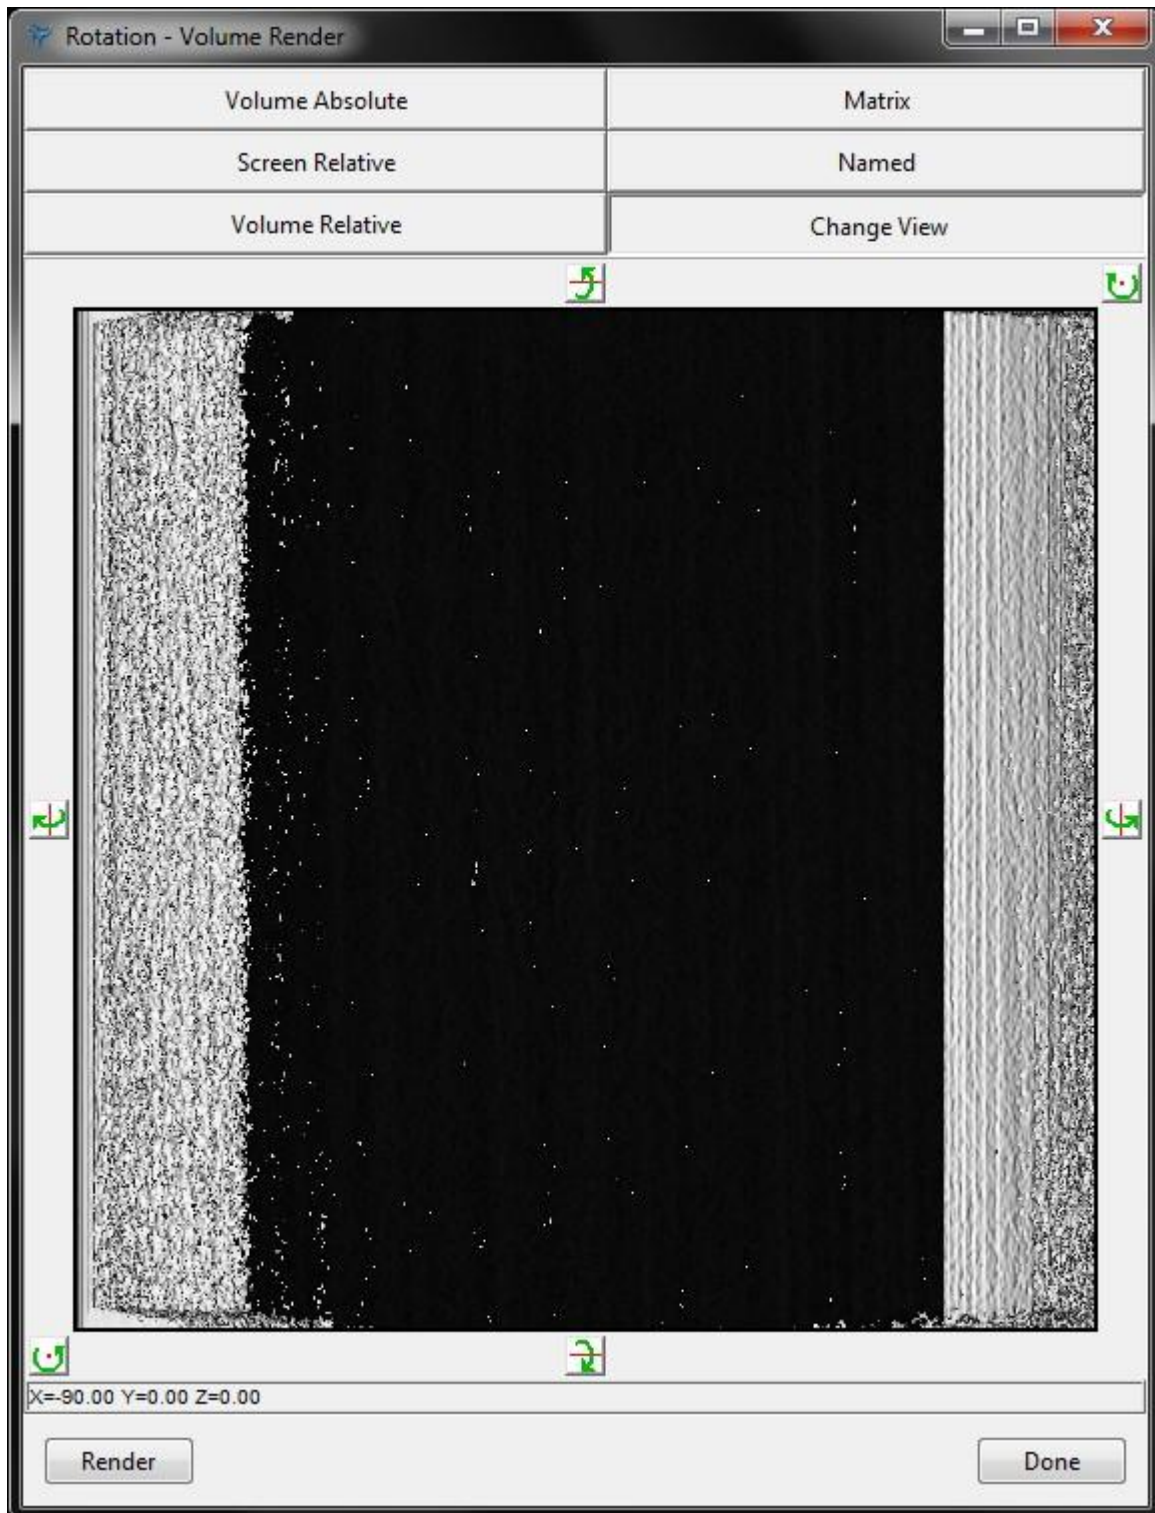 Rotation - Volume Render
Volume Absolute
Matrix
Screen Relative
Named
Volume Relative
Change View
X=-90.00 Y=0.00 Z=0.00
Render
Done